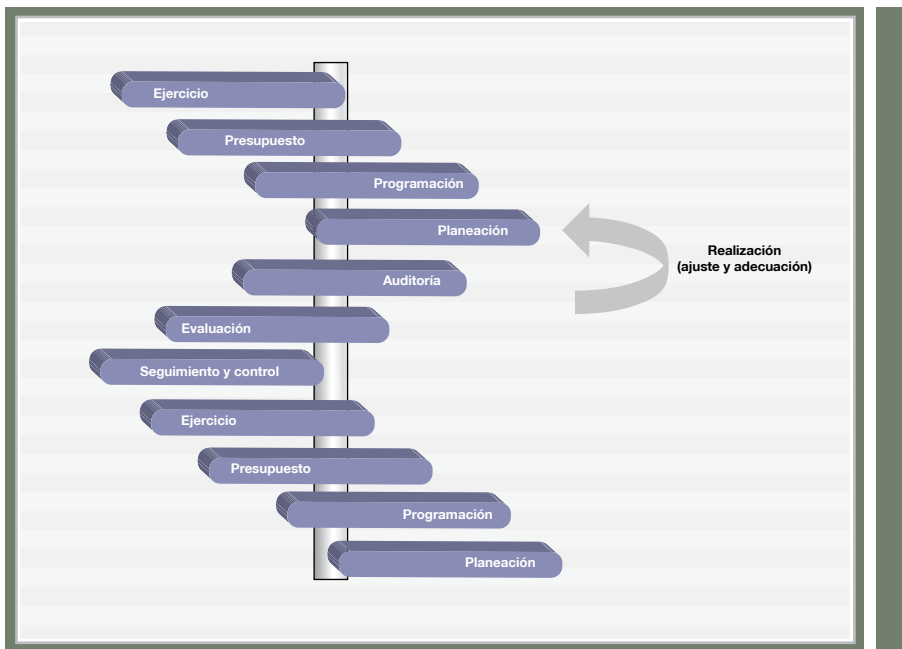 Ejercicio
Presupuesto
Programación
Planeación
Realización
(ajuste y adecuación)
Auditoría
Evaluación
Seguimiento y control
Ejercicio
Presupuesto
Programación
Planeación